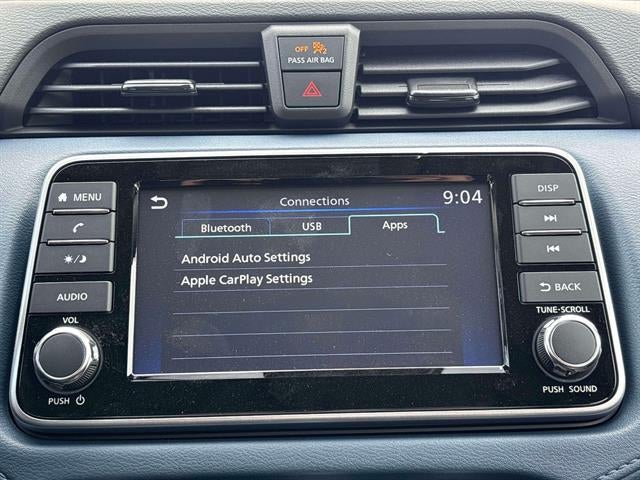 OFF 2
PASS AIR BAG
MENU
AUDIO
VOL
PUSH
Connections
9:04
Bluetooth
USB
Apps
Android Auto Settings
Apple CarPlay Settings
DISP
BACK
TUNE·SCROLL
PUSH SOUND